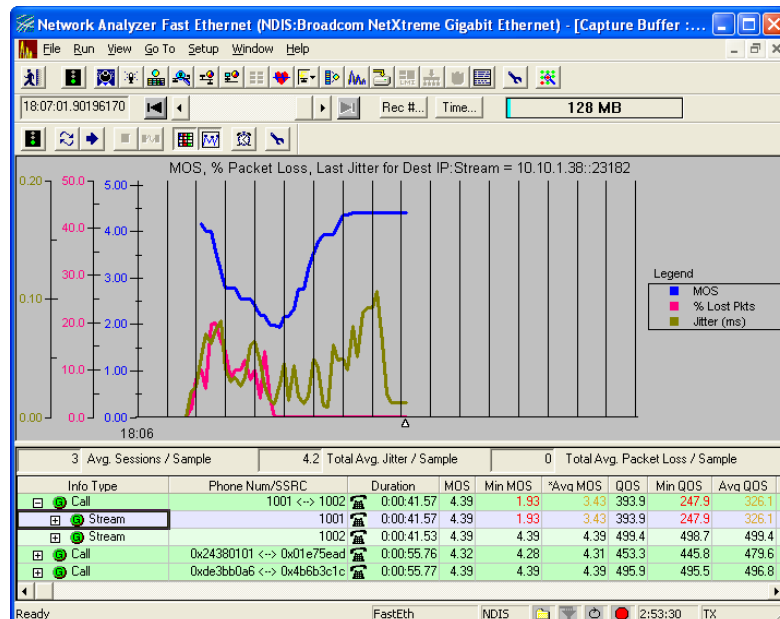 Network Analyzer Fast Ethernet (NDIS:Broadcom NetXtreme Gigabit Ethernet) - [Capture Buffer :...
File Run View Go To Setup Window Help
18:07:01.90196170 Rec #... Time... 128 MB
MOS, % Packet Loss, Last Jitter for Dest IP:Stream = 10.10.1.38::23182
0.20 50.0 5.00
40.0 4.00
30.0 3.00
0.10
20.0 2.00
10.0 1.00
0.00 0.0 0.00
18:06
Legend
MOS
% Lost Pkts
Jitter (ms)
3 Avg. Sessions / Sample 4.2 Total Avg. Jitter / Sample 0 Total Avg. Packet Loss / Sample
Info Type Phone Num/SSRC Duration MOS Min MOS *Avg MOS QOS Min QOS Avg QOS
G Call 1001 <--> 1002 0:00:41.57 4.39 1.93 3.43 393.9 247.9 326.1
G Stream 1001 0:00:41.57 4.39 1.93 3.43 393.9 247.9 326.1
G Stream 1002 0:00:41.53 4.39 4.39 4.39 499.4 498.7 499.4
G Call 0x24380101 <--> 0x01e75ead 0:00:55.76 4.32 4.28 4.31 453.3 445.8 479.6
G Call 0xde3bb0a6 <--> 0x4b6b3c1c 0:00:55.77 4.39 4.39 4.39 495.9 495.5 496.8
Ready FastEth NDIS 2:53:30 TX